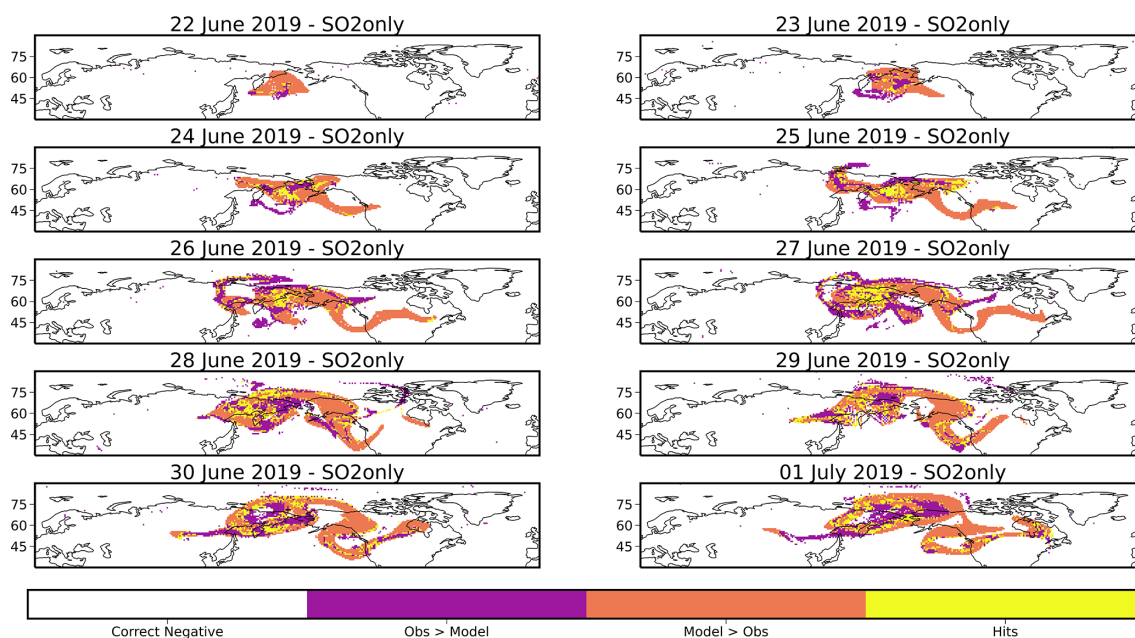 22 June 2019 - SO2only
23 June 2019 - SO2only
75
60
45
75
60
45
24 June 2019 - SO2only
25 June 2019 - SO2only
75
60
45
75
60
45
26 June 2019 - SO2only
27 June 2019 - SO2only
75
60
45
75
60
45
28 June 2019 - SO2only
29 June 2019 - SO2only
75
60
45
75
60
45
30 June 2019 - SO2only
01 July 2019 - SO2only
75
60
45
75
60
45
Correct Negative Obs > Model Model > Obs Hits